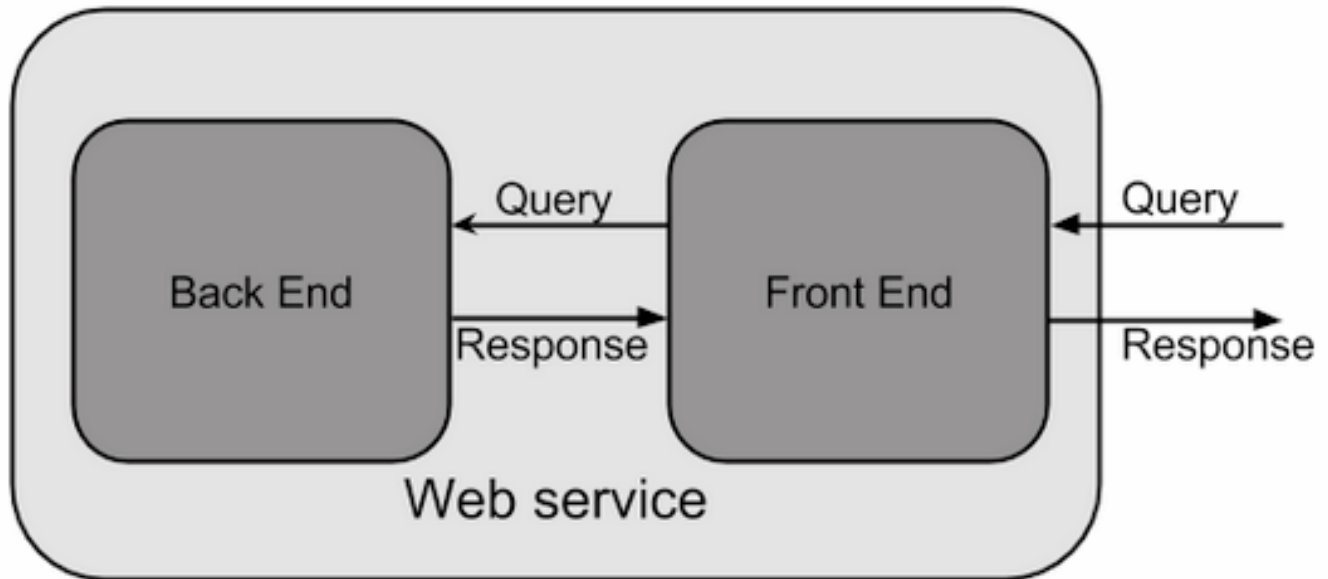 Query
Query
Back End
Front End
Response
Response
Web service